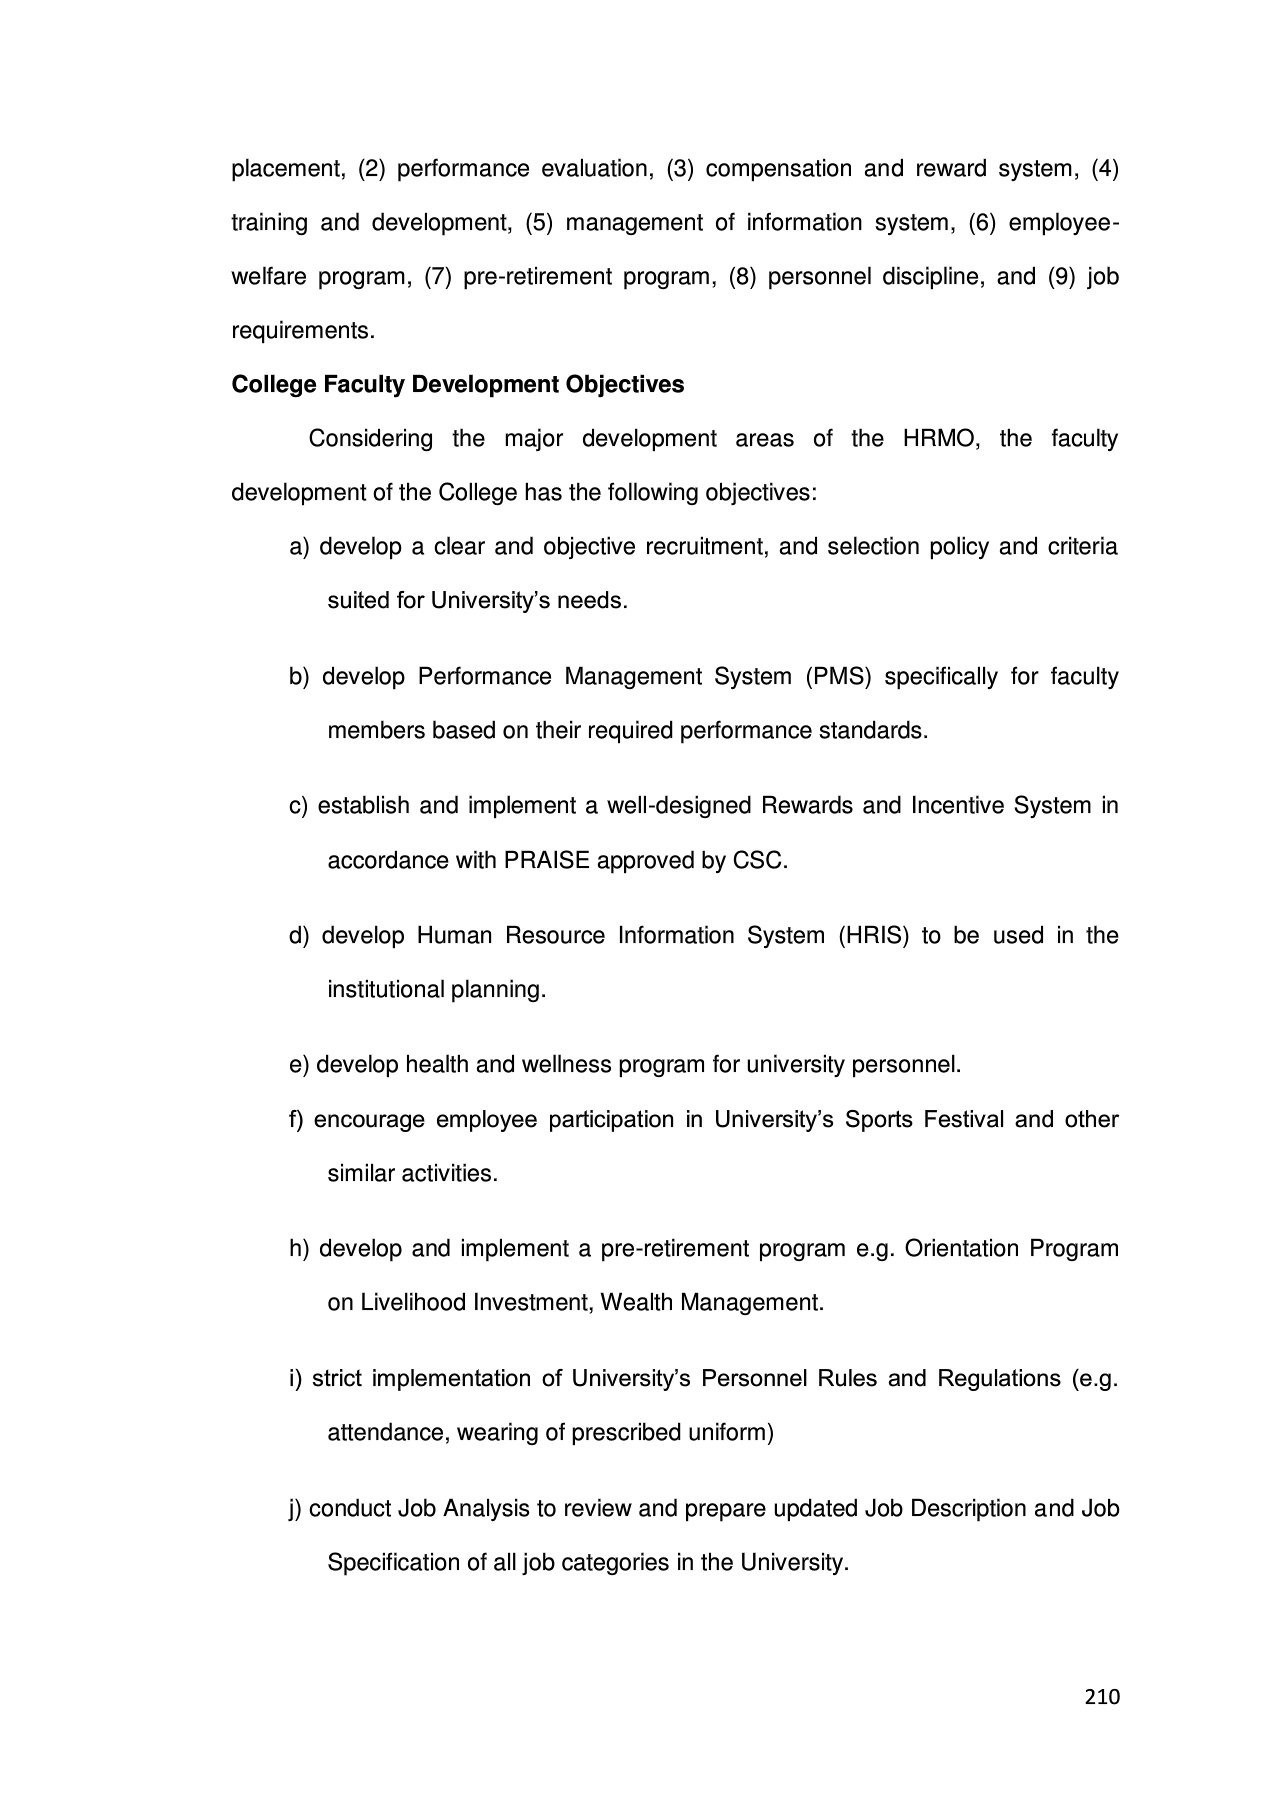 placement, (2) performance evaluation, (3) compensation and reward system, (4)
training and development, (5) management of information system, (6) employee-
welfare program, (7) pre-retirement program, (8) personnel discipline, and (9) job
requirements.
College Faculty Development Objectives
Considering the major development areas of the HRMO, the faculty
development of the College has the following objectives:
a) develop a clear and objective recruitment, and selection policy and criteria
suited for University’s needs.
b) develop Performance Management System (PMS) specifically for faculty
members based on their required performance standards.
c) establish and implement a well-designed Rewards and Incentive System in
accordance with PRAISE approved by CSC.
d) develop Human Resource Information System (HRIS) to be used in the
institutional planning.
e) develop health and wellness program for university personnel.
f) encourage employee participation in University’s Sports Festival and other
similar activities.
h) develop and implement a pre-retirement program e.g. Orientation Program
on Livelihood Investment, Wealth Management.
i) strict implementation of University’s Personnel Rules and Regulations (e.g.
attendance, wearing of prescribed uniform)
j) conduct Job Analysis to review and prepare updated Job Description and Job
Specification of all job categories in the University.
210